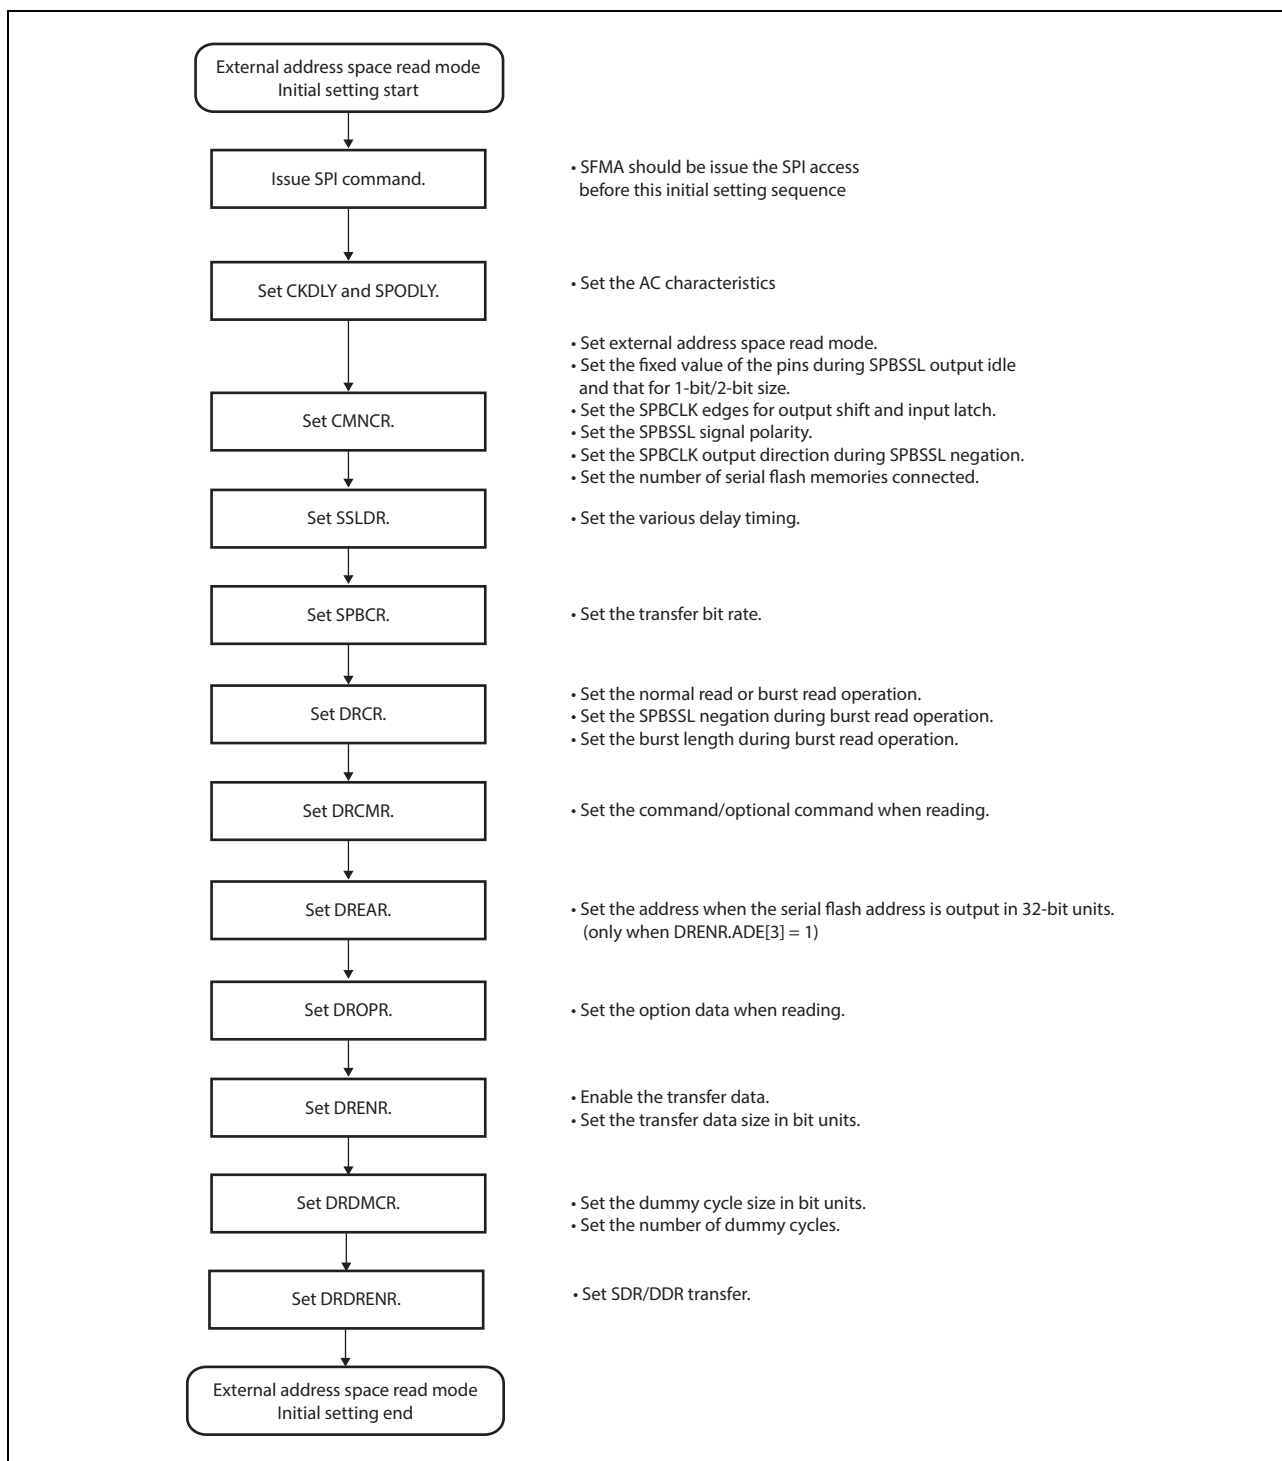 External address space read mode
Initial setting start
Issue SPI command.
• SFMA should be issue the SPI access
before this initial setting sequence
Set CKDLY and SPODLY.
• Set the AC characteristics
• Set external address space read mode.
• Set the fixed value of the pins during SPBSSL output idle
and that for 1-bit/2-bit size.
• Set the SPBCLK edges for output shift and input latch.
• Set the SPBSSL signal polarity.
• Set the SPBCLK output direction during SPBSSL negation.
• Set the number of serial flash memories connected.
Set CMNCR.
Set SSLDR.
• Set the various delay timing.
Set SPBCR.
• Set the transfer bit rate.
Set DRCR.
• Set the normal read or burst read operation.
• Set the SPBSSL negation during burst read operation.
• Set the burst length during burst read operation.
Set DRCMR.
• Set the command/optional command when reading.
Set DREAR.
• Set the address when the serial flash address is output in 32-bit units.
(only when DRENR.ADE[3] = 1)
Set DROPR.
• Set the option data when reading.
Set DRENR.
• Enable the transfer data.
• Set the transfer data size in bit units.
Set DRDMCR.
• Set the dummy cycle size in bit units.
• Set the number of dummy cycles.
Set DRDRENR.
• Set SDR/DDR transfer.
External address space read mode
Initial setting end